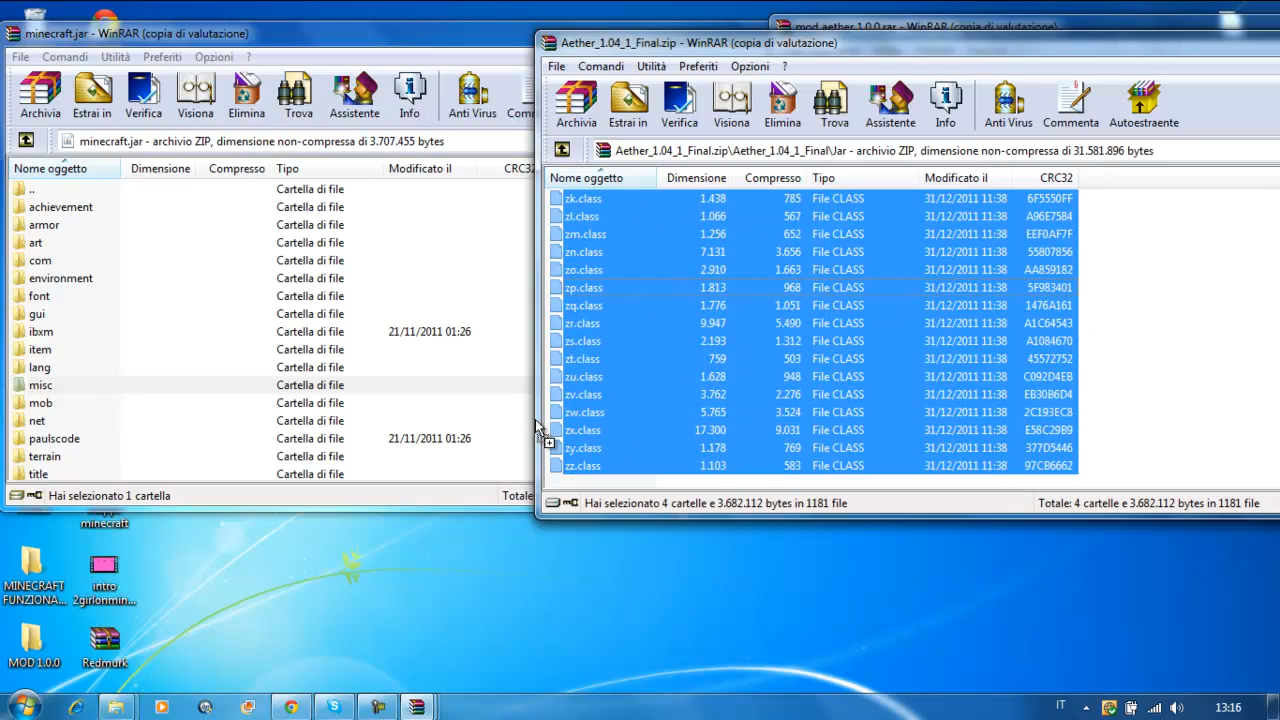 minecraft.jar - WinRAR (copia di valutazione)
File Comandi Utilità Preferiti Opzioni ?
Archivia Estrai in Verifica Visiona Elimina Assistente Info Anti Virus
minecraft.jar - archivio ZIP, dimensione non-compressa di 3.707.455 bytes
Nome oggetto Dimensione Compresso Tipo Modificato il CRC32
..  Cartella di file
achievement Cartella di file
armor Cartella di file
art Cartella di file
com Cartella di file
environment Cartella di file
font Cartella di file
gui Cartella di file
ibxm Cartella di file 21/11/2011 01:26
item Cartella di file
lang Cartella di file
misc Cartella di file
mob Cartella di file
net Cartella di file
paulscode Cartella di file 21/11/2011 01:26
terrain Cartella di file
title Cartella di file
Hai selezionato 1 cartella Totale:
mod aether 1.0.0.rar - WinRAR (copia di valutazione)
Aether_1.04_1_Final.zip - WinRAR (copia di valutazione)
File Comandi Utilità Preferiti Opzioni ?
Archivia Estrai in Verifica Visiona Elimina Trova Assistente Info Anti Virus Commenta Autoestraente
Aether_1.04_1_Final.zip\Aether_1.04_1_Final\Jar - archivio ZIP, dimensione non-compressa di 31.581.896 bytes
Nome oggetto Dimensione Compresso Tipo Modificato il CRC32
zk.class 1.438 785 File CLASS 31/12/2011 11:38 6F5550FF
zl.class 1.066 567 File CLASS 31/12/2011 11:38 A96E7584
zm.class 1.256 652 File CLASS 31/12/2011 11:38 EEF0AF7F
zn.class 7.131 3.656 File CLASS 31/12/2011 11:38 55807856
zo.class 2.910 1.663 File CLASS 31/12/2011 11:38 AA859182
zp.class 1.813 968 File CLASS 31/12/2011 11:38 5F983401
zq.class 1.776 1.051 File CLASS 31/12/2011 11:38 1476A161
zr.class 9.947 5.490 File CLASS 31/12/2011 11:38 A1C64543
zs.class 2.193 1.312 File CLASS 31/12/2011 11:38 A1084670
zt.class 759 503 File CLASS 31/12/2011 11:38 45572752
zu.class 1.628 948 File CLASS 31/12/2011 11:38 C092D4EB
zv.class 3.762 2.276 File CLASS 31/12/2011 11:38 EB30B6D4
zw.class 5.765 3.524 File CLASS 31/12/2011 11:38 2C193EC8
zx.class 17.300 9.031 File CLASS 31/12/2011 11:38 E58C29B9
zy.class 1.178 769 File CLASS 31/12/2011 11:38 377D5446
zz.class 1.103 583 File CLASS 31/12/2011 11:38 97CB6662
Hai selezionato 4 cartelle e 3.682.112 bytes in 1181 file Totale: 4 cartelle e 3.682.112 bytes in 1181 file
minecraft
MINECRAFT
FUNZIONA...
intro
2girlonmin...
MOD 1.0.0
Redmurk
IT
13:16